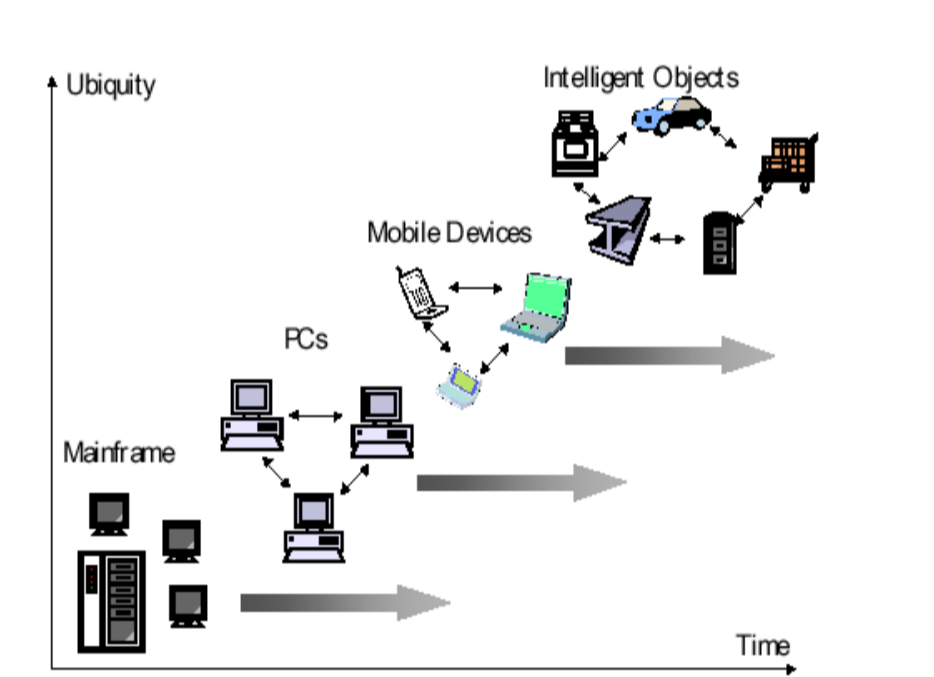 Ubiquity
Intelligent Objects
Mobile Devices
PCs
Mainframe
Time